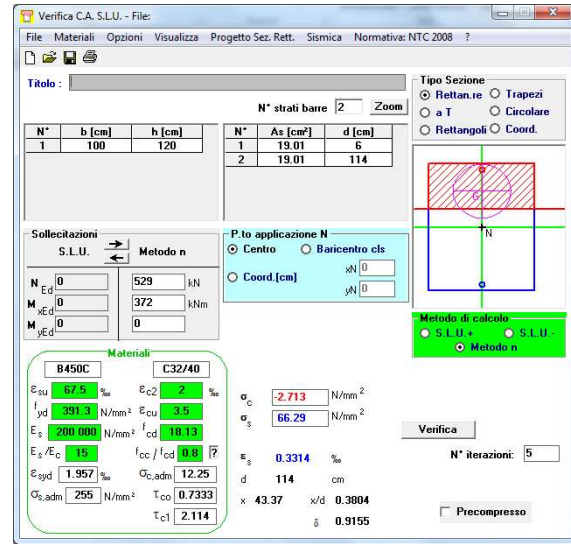 Verifica C.A. S.L.U. - File:
File Materiali Opzioni Visualizza Progetto Sez. Rett. Sismica Normativa: NTC 2008 ?
Titolo :
N° strati barre 2 Zoom
N° b [cm] h [cm]
1 100 120
N° As [cm²] d [cm]
1 19.01 6
2 19.01 114
Tipo Sezione
Rettan.re Trapezi
a T Circolare
Rettangoli Coord.
G
N
Sollecitazioni
S.L.U. Metodo n
N Ed 0 529 kN
M xEd 0 372 kNm
M yEd 0 0
P.to applicazione N
Centro Baricentro cls
Coord.[cm] xN 0
yN 0
Metodo di calcolo
S.L.U.+ S.L.U.-
Metodo n
Materiali
B450C C32/40
εsu 67.5 ‰ εc2 2 ‰
fyd 391.3 N/mm² εcu 3.5
Es 200 000 N/mm² fcd 18.13
Es/Ec 15 fcc / fcd 0.8 ?
εsyd 1.957 ‰ σc,adm 12.25
σs,adm 255 N/mm² τco 0.7333
τc1 2.114
σc -2.713 N/mm²
σs 66.29 N/mm²
εs 0.3314 ‰
d 114 cm
x 43.37 x/d 0.3804
δ 0.9155
Verifica
N° iterazioni: 5
Precompresso